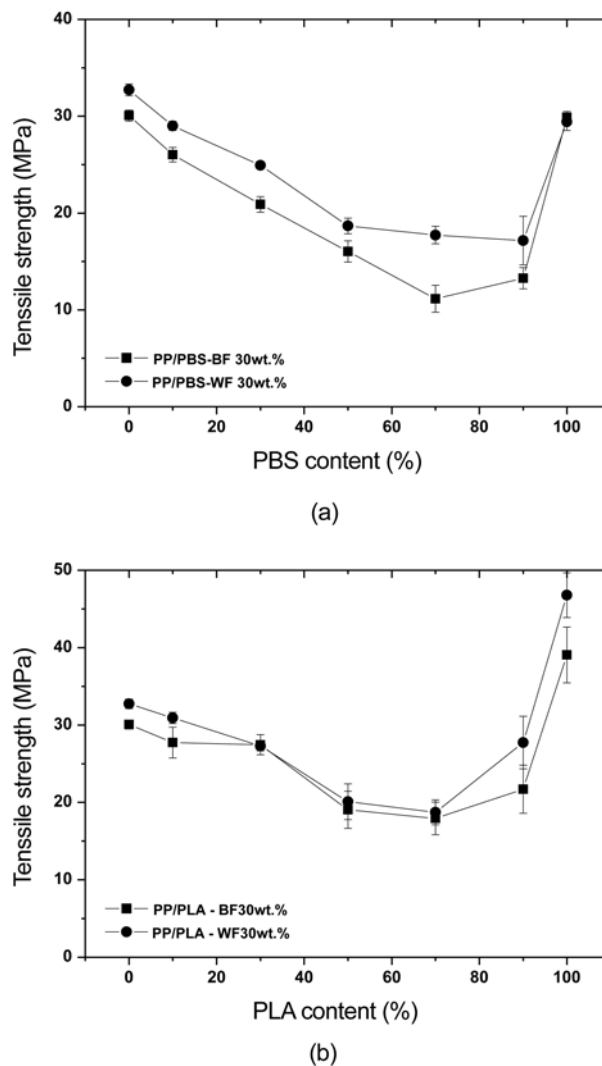 40
30
20
10
0
Tenssile strength (MPa)
PP/PBS-BF 30wt.%
PP/PBS-WF 30wt.%
0 20 40 60 80 100
PBS content (%)
(a)
50
40
30
20
10
0
Tenssile strength (MPa)
PP/PLA - BF30wt.%
PP/PLA - WF30wt.%
0 20 40 60 80 100
PLA content (%)
(b)